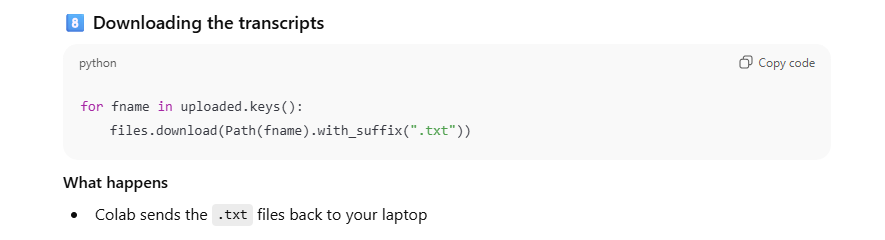 8 Downloading the transcripts
python
Copy code
for fname in uploaded.keys():
    files.download(Path(fname).with_suffix(".txt"))
What happens
• Colab sends the .txt files back to your laptop